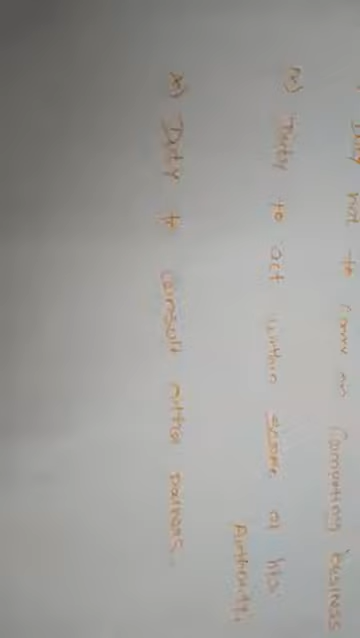 Duty not to carry on Competing Business
(x) Duty to act within scope of his
Authority
x) Duty to consult other partners.